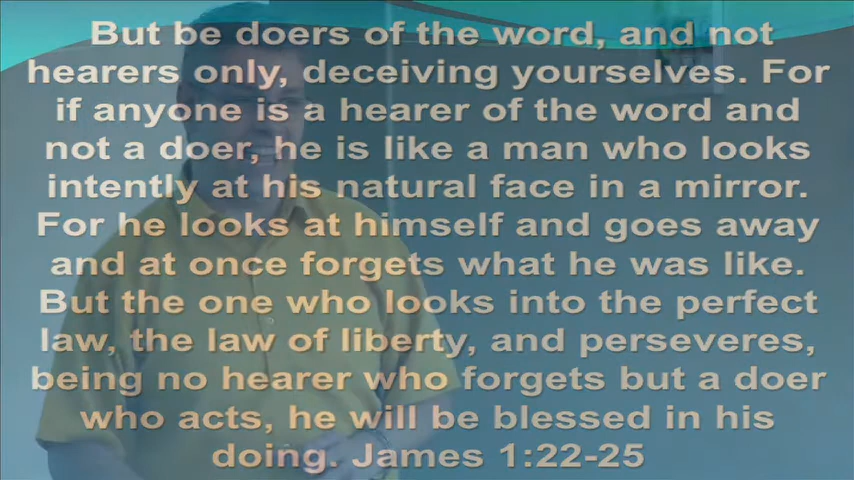 But be doers of the word, and not
hearers only, deceiving yourselves. For
if anyone is a hearer of the word and
not a doer, he is like a man who looks
intently at his natural face in a mirror.
For he looks at himself and goes away
and at once forgets what he was like.
But the one who looks into the perfect
law, the law of liberty, and perseveres,
being no hearer who forgets but a doer
who acts, he will be blessed in his
doing. James 1:22-25